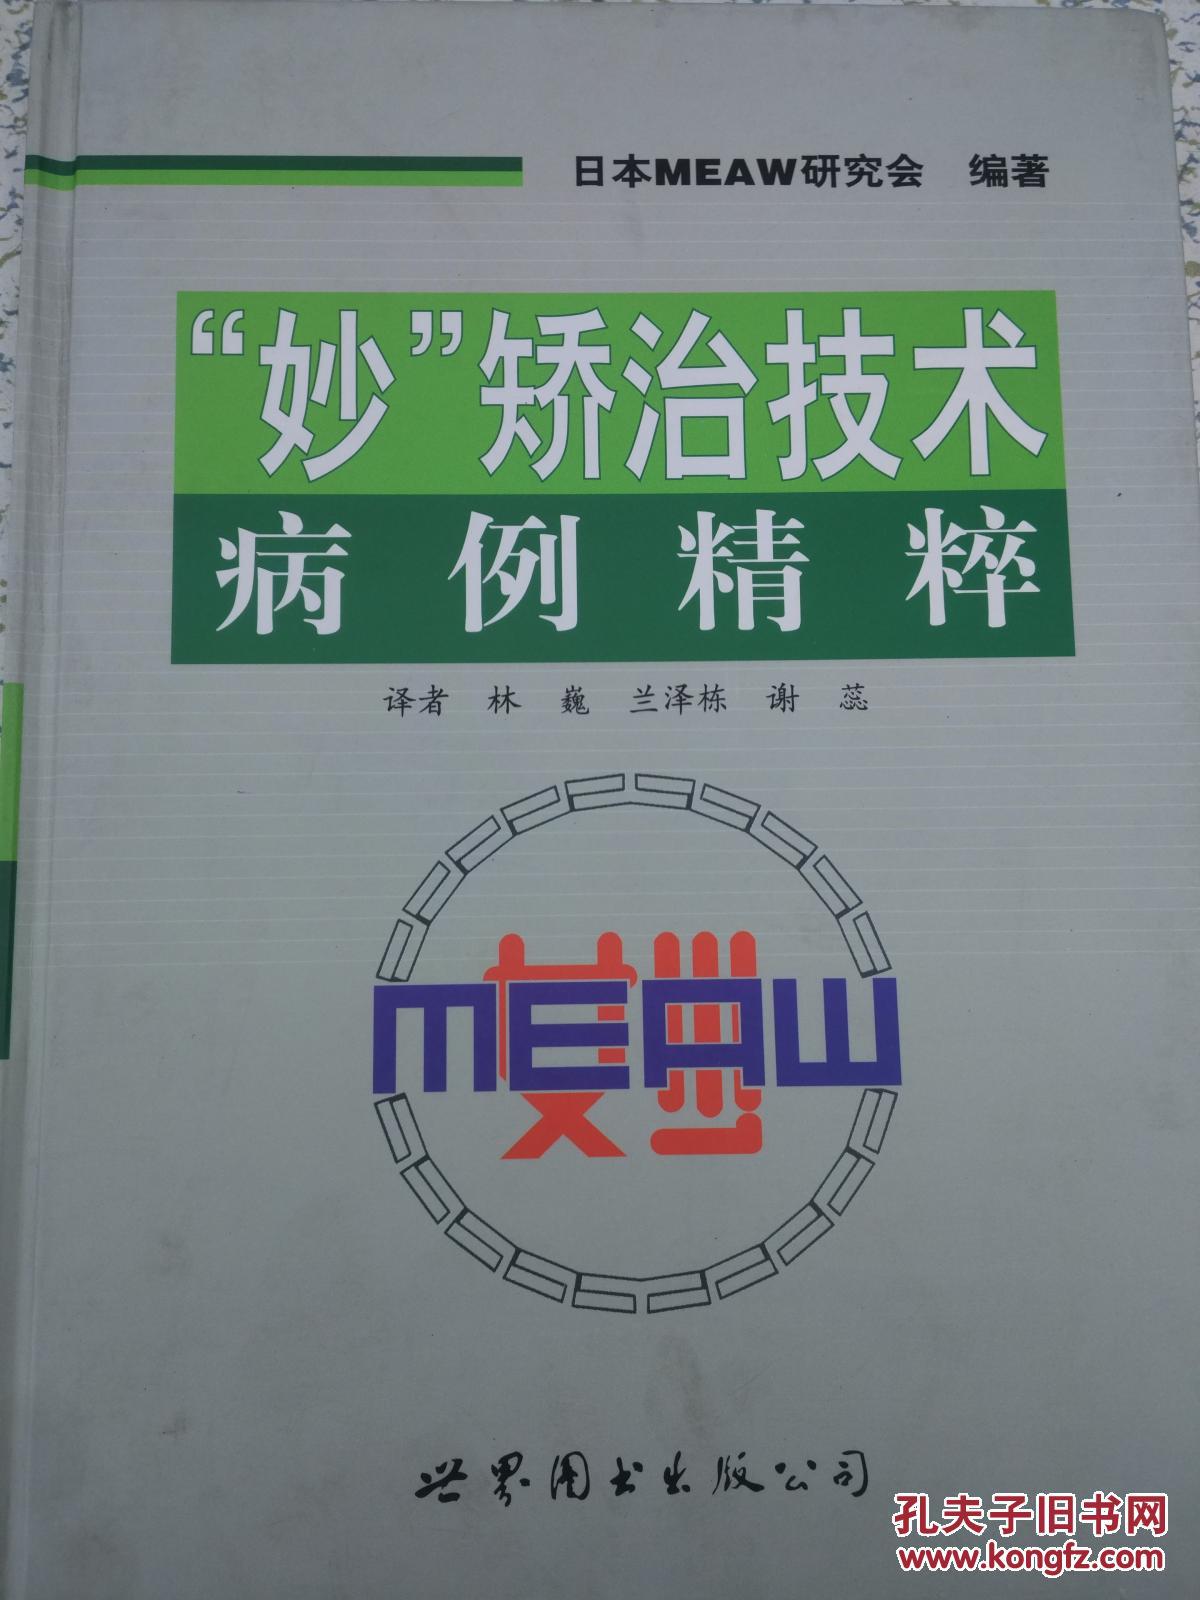 日本MEAW研究会 编著
“妙”矫治技术
病例精粹
译者 林 巍 兰泽栋 谢 蕊
MEAW
世界图书出版公司
孔夫子旧书网
www.kongfz.com